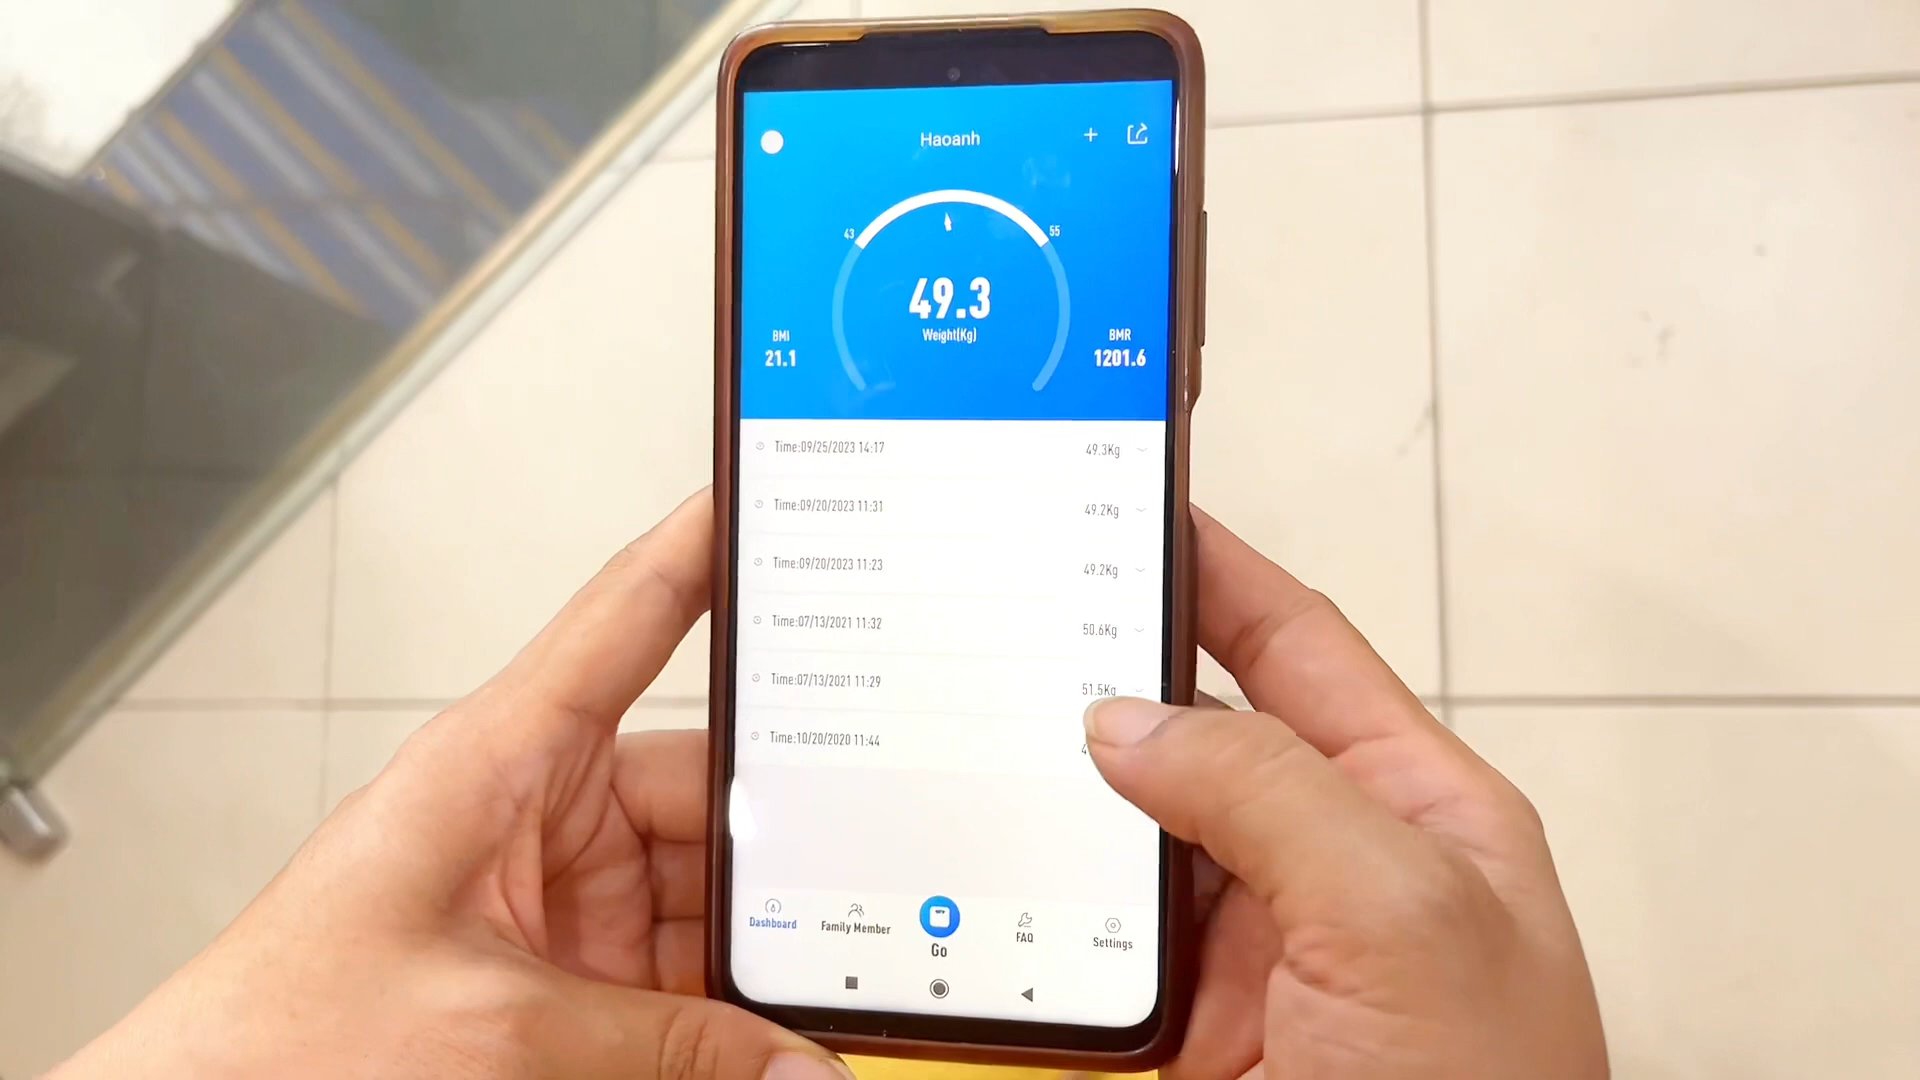 Haoanh
+
43
55
49.3
Weight(Kg)
BMI
21.1
BMR
1201.6
Time:09/25/2023 14:17 49.3Kg
Time:09/20/2023 11:31 49.2Kg
Time:09/20/2023 11:23 49.2Kg
Time:07/13/2021 11:32 50.6Kg
Time:07/13/2021 11:29 51.5Kg
Time:10/20/2020 11:44
Dashboard
Family Member
Go
FAQ
Settings